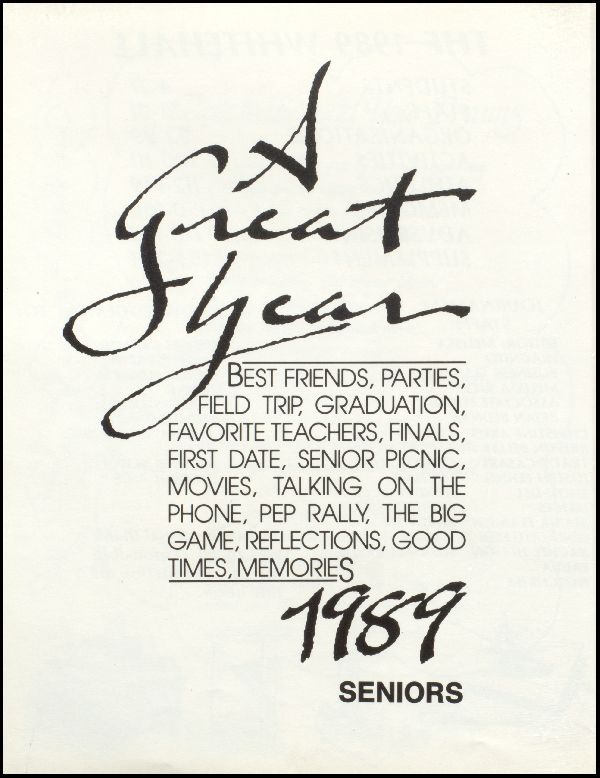 A
Great
Year
BEST FRIENDS, PARTIES,
FIELD TRIP, GRADUATION,
FAVORITE TEACHERS, FINALS,
FIRST DATE, SENIOR PICNIC,
MOVIES, TALKING ON THE
PHONE, PEP RALLY, THE BIG
GAME, REFLECTIONS, GOOD
TIMES, MEMORIES
1989
SENIORS